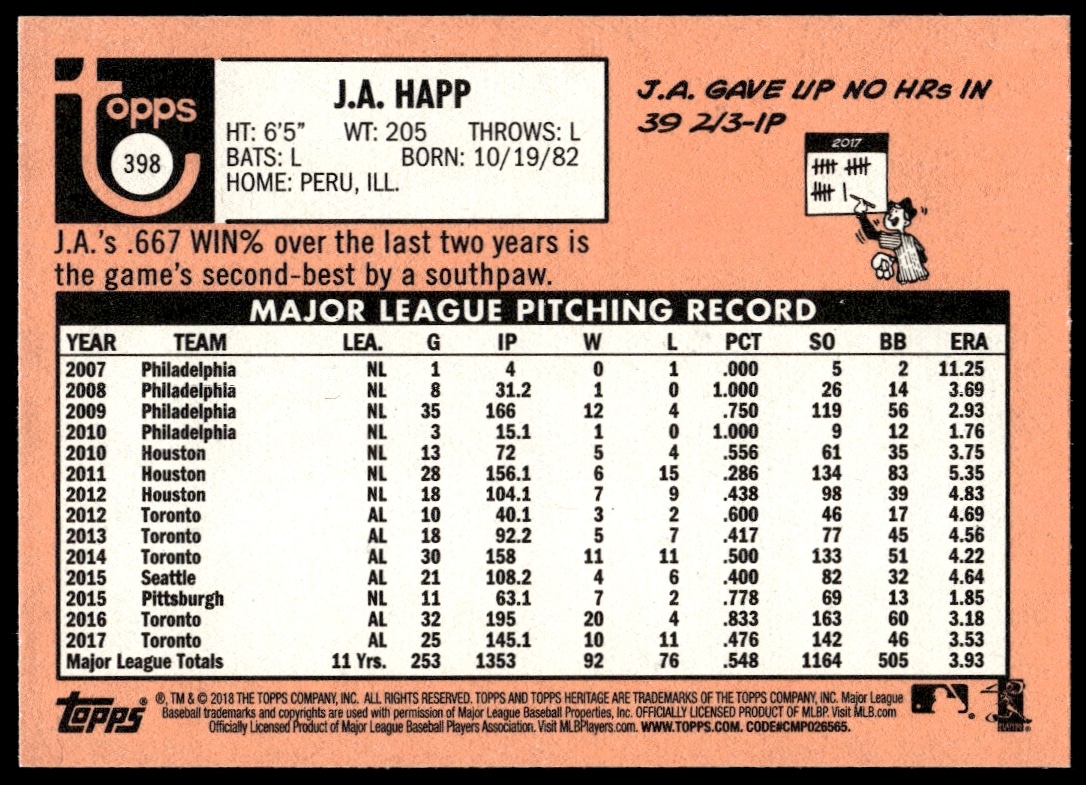 Topps
398
J.A. HAPP
HT: 6'5" WT: 205 THROWS: L
BATS: L BORN: 10/19/82
HOME: PERU, ILL.
J.A. GAVE UP NO HRs IN
39 2/3-IP
2017
J.A.'s .667 WIN% over the last two years is
the game's second-best by a southpaw.
MAJOR LEAGUE PITCHING RECORD
YEAR TEAM LEA. G IP W L PCT SO BB ERA
2007 Philadelphia NL 1 4 0 1 .000 5 2 11.25
2008 Philadelphia NL 8 31.2 1 0 1.000 26 14 3.69
2009 Philadelphia NL 35 166 12 4 .750 119 56 2.93
2010 Philadelphia NL 3 15.1 1 0 1.000 9 12 1.76
2010 Houston NL 13 72 5 4 .556 61 35 3.75
2011 Houston NL 28 156.1 6 15 .286 134 83 5.35
2012 Houston NL 18 104.1 7 9 .438 98 39 4.83
2012 Toronto AL 10 40.1 3 2 .600 46 17 4.69
2013 Toronto AL 18 92.2 5 7 .417 77 45 4.56
2014 Toronto AL 30 158 11 11 .500 133 51 4.22
2015 Seattle AL 21 108.2 4 6 .400 82 32 4.64
2015 Pittsburgh NL 11 63.1 7 2 .778 69 13 1.85
2016 Toronto AL 32 195 20 4 .833 163 60 3.18
2017 Toronto AL 25 145.1 10 11 .476 142 46 3.53
Major League Totals 11 Yrs. 253 1353 92 76 .548 1164 505 3.93
Topps® ®, TM & © 2018 THE TOPPS COMPANY, INC. ALL RIGHTS RESERVED. TOPPS AND TOPPS HERITAGE ARE TRADEMARKS OF THE TOPPS COMPANY, INC. Major League
Baseball trademarks and copyrights are used with permission of Major League Baseball Properties, Inc. OFFICIALLY LICENSED PRODUCT OF MLBP. Visit MLB.com
Officially Licensed Product of Major League Baseball Players Association. Visit MLBPlayers.com. WWW.TOPPS.COM. CODE#CMP026565.
PLAYERS